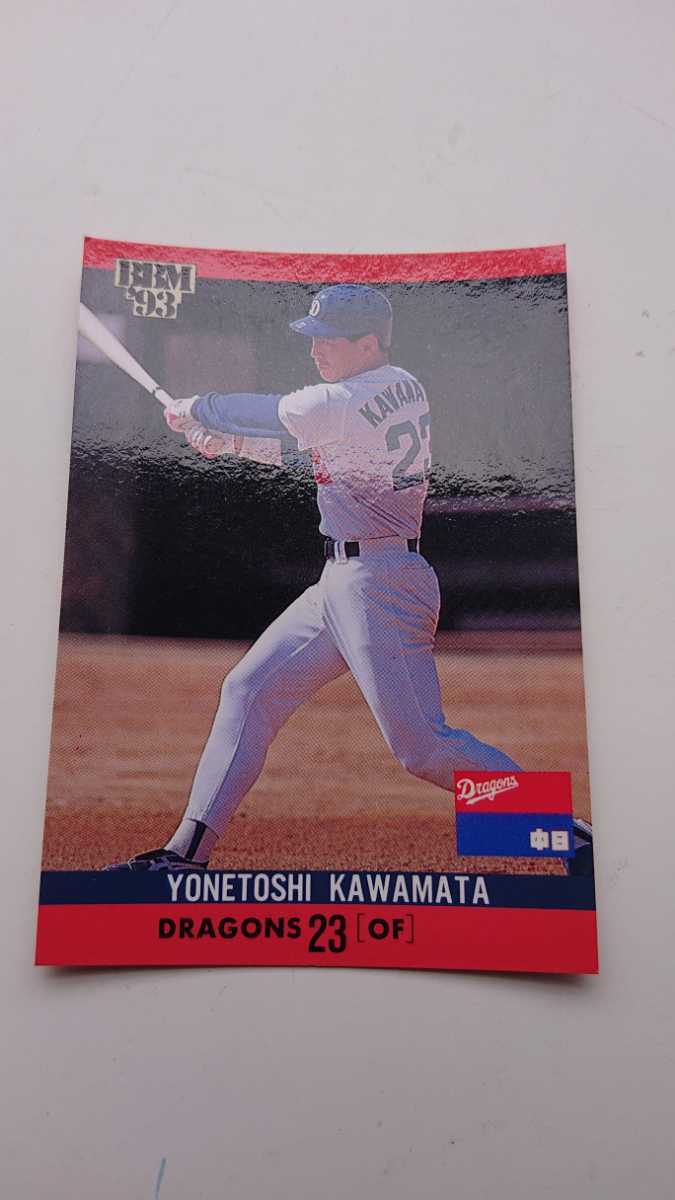 BBM
'93
D
KAWAMA
23
Dragons
中日
YONETOSHI KAWAMATA
DRAGONS 23 [OF]